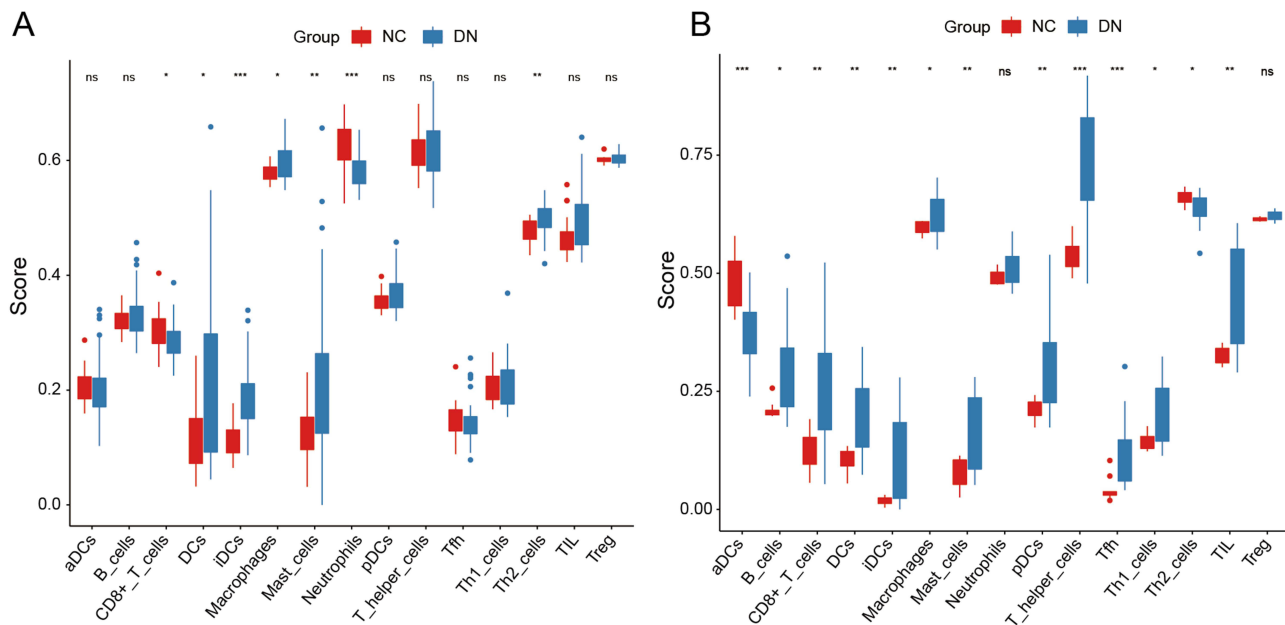 A
Group NC DN
ns ns * * *** * ** *** ns ns ns ns ** ns ns
Score
0.6
0.4
0.2
0.0
aDCs B_cells CD8+_T_cells DCs iDCs Macrophages Mast_cells Neutrophils pDCs T_helper_cells Tfh Th1_cells Th2_cells TIL Treg
B
Group NC DN
*** * ** ** ** * ** ns ** *** *** * * ** ns
Score
0.75
0.50
0.25
0.00
aDCs B_cells CD8+_T_cells DCs iDCs Macrophages Mast_cells Neutrophils pDCs T_helper_cells Tfh Th1_cells Th2_cells TIL Treg